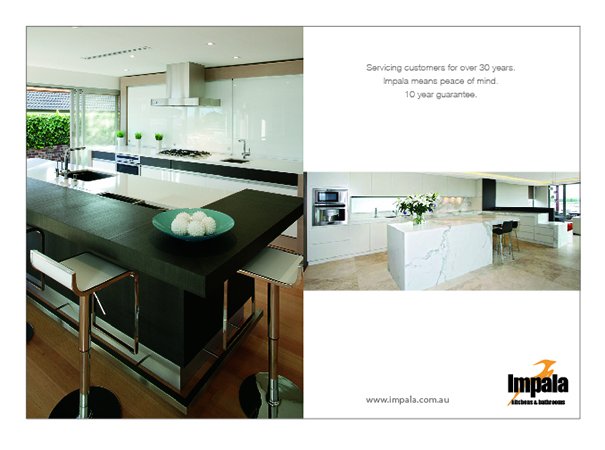 Servicing customers for over 30 years.
Impala means peace of mind.
10 year guarantee.
www.impala.com.au
Impala
kitchens & bathrooms